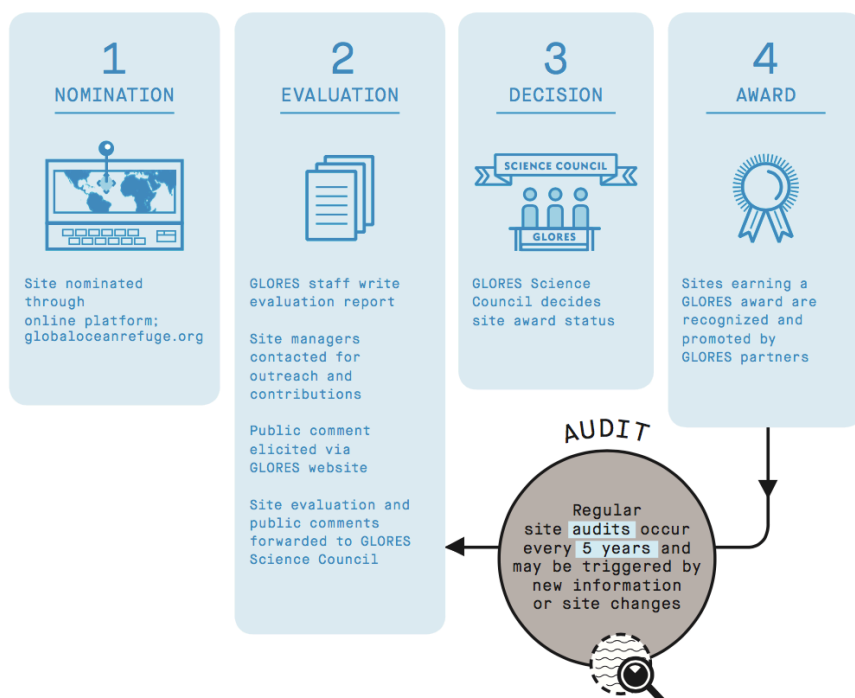 1
NOMINATION
Site nominated
through
online platform;
globaloceanrefuge.org
2
EVALUATION
GLORES staff write
evaluation report
Site managers
contacted for
outreach and
contributions
Public comment
elicited via
GLORES website
Site evaluation and
public comments
forwarded to GLORES
Science Council
3
DECISION
SCIENCE COUNCIL
GLORES
GLORES Science
Council decides
site award status
4
AWARD
Sites earning a
GLORES award are
recognized and
promoted by
GLORES partners
AUDIT
Regular
site audits occur
every 5 years and
may be triggered by
new information
or site changes